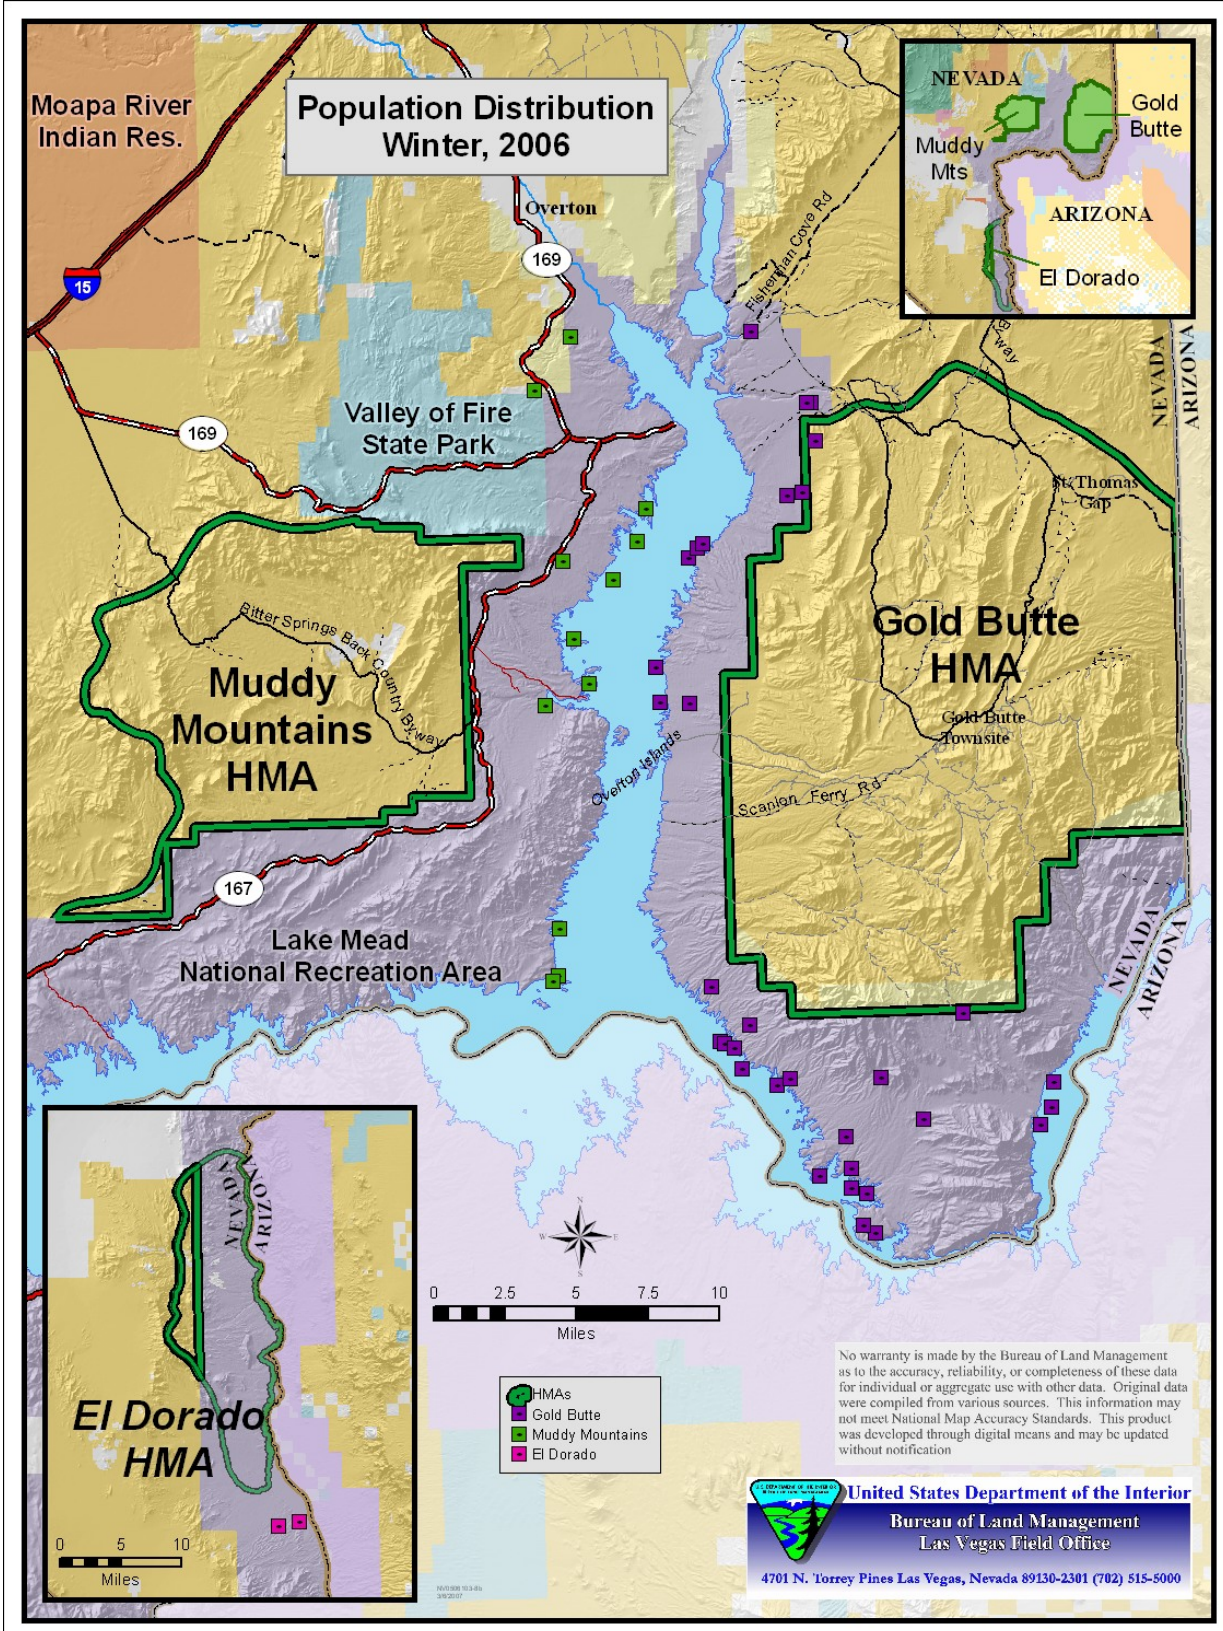 Population Distribution
Winter, 2006
Moapa River
Indian Res.
15
Overton
169
Fisherman Cove Rd
Byway
NEVADA
ARIZONA
NEVADA
Gold
Butte
Muddy
Mts
ARIZONA
El Dorado
Valley of Fire
State Park
169
St. Thomas
Gap
Bitter Springs Back Country Byway
Muddy
Mountains
HMA
Gold Butte
HMA
Gold Butte
Townsite
Overton Islands
Scanlon Ferry Rd
167
Lake Mead
National Recreation Area
NEVADA
ARIZONA
NEVADA
ARIZONA
El Dorado
HMA
0 5 10
Miles
N
W E
S
0 2.5 5 7.5 10
Miles
HMAs
Gold Butte
Muddy Mountains
El Dorado
No warranty is made by the Bureau of Land Management
as to the accuracy, reliability, or completeness of these data
for individual or aggregate use with other data. Original data
were compiled from various sources. This information may
not meet National Map Accuracy Standards. This product
was developed through digital means and may be updated
without notification
United States Department of the Interior
Bureau of Land Management
Las Vegas Field Office
4701 N. Torrey Pines Las Vegas, Nevada 89130-2301 (702) 515-5000
3/8/2007